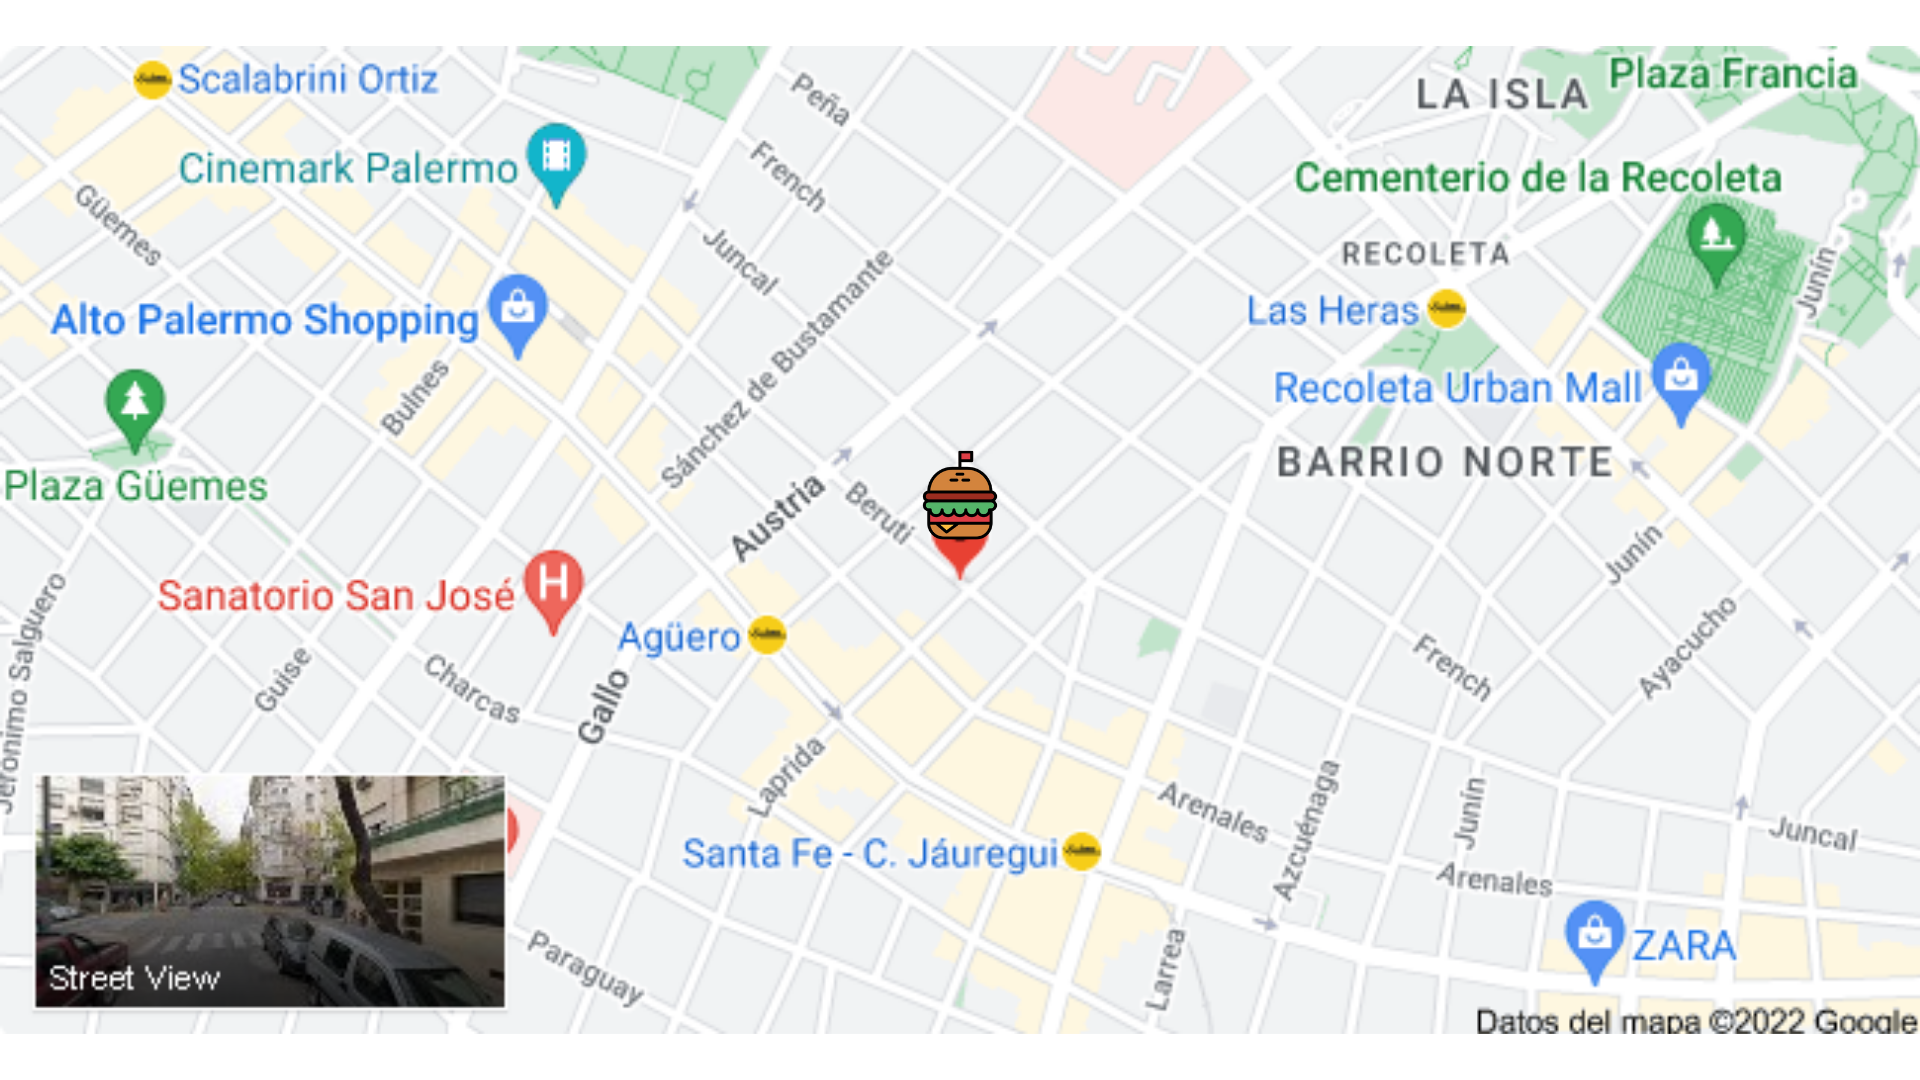 Scalabrini Ortiz
Peña
LA ISLA
Plaza Francia
Cinemark Palermo
French
Cementerio de la Recoleta
Güemes
Juncal
Sánchez de Bustamante
RECOLETA
Junín
Alto Palermo Shopping
Las Heras
Bulnes
Recoleta Urban Mall
BARRIO NORTE
Plaza Güemes
Austria
Beruti
Junín
Sanatorio San José
H
Jerónimo Salguero
Agüero
Ayacucho
Guise
Charcas
Gallo
French
Laprida
Arenales
Azcuénaga
Junín
Juncal
Santa Fe - C. Jáuregui
Arenales
ZARA
Larrea
Paraguay
Street View
Datos del mapa ©2022 Google